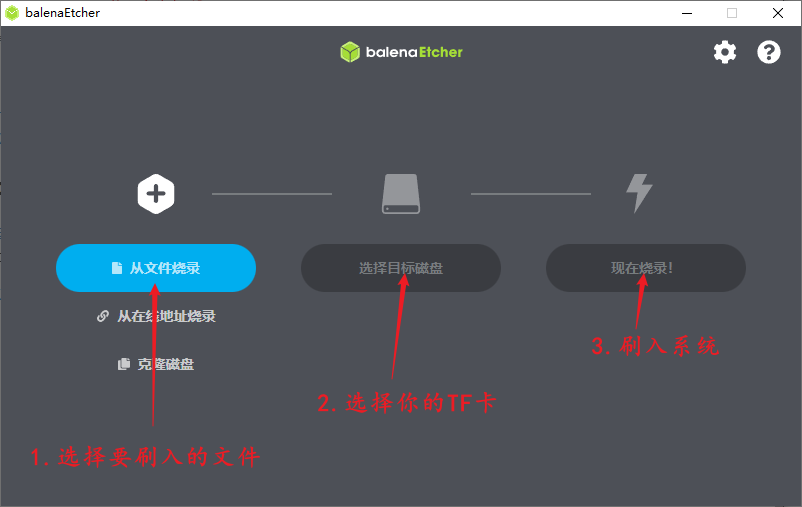 balenaEtcher
balenaEtcher
从文件烧录
选择目标磁盘
现在烧录!
从在线地址烧录
克隆磁盘
3.刷入系统
2.选择你的TF卡
1.选择要刷入的文件